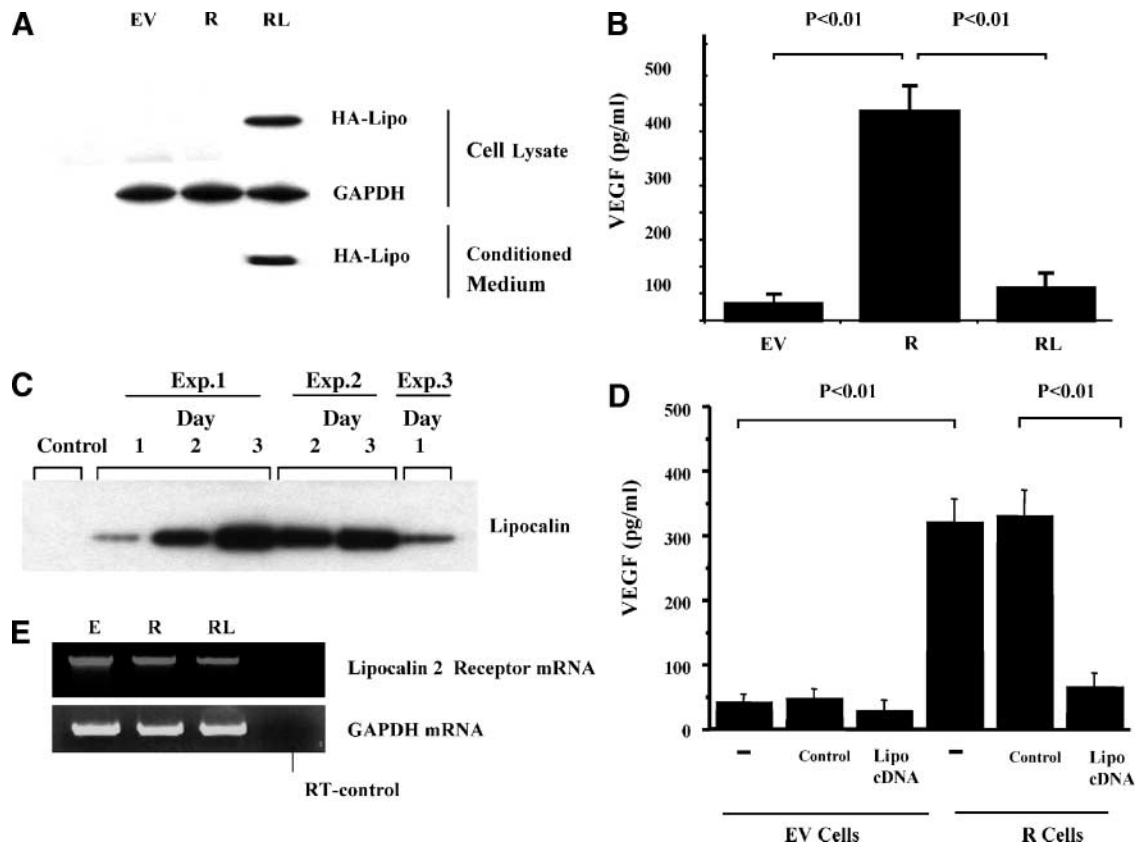 A
EV R RL
HA-Lipo
GAPDH
Cell Lysate
HA-Lipo
Conditioned
Medium
B
P<0.01 P<0.01
VEGF (pg/ml)
500
400
300
200
100
EV R RL
C
Exp.1 Exp.2 Exp.3
Day Day Day
Control 1 2 3 2 3 1
Lipocalin
D
P<0.01 P<0.01
VEGF (pg/ml)
500
400
300
200
100
0
– Control Lipo – Control Lipo
cDNA cDNA
EV Cells R Cells
E
E R RL
Lipocalin 2 Receptor mRNA
GAPDH mRNA
RT-control